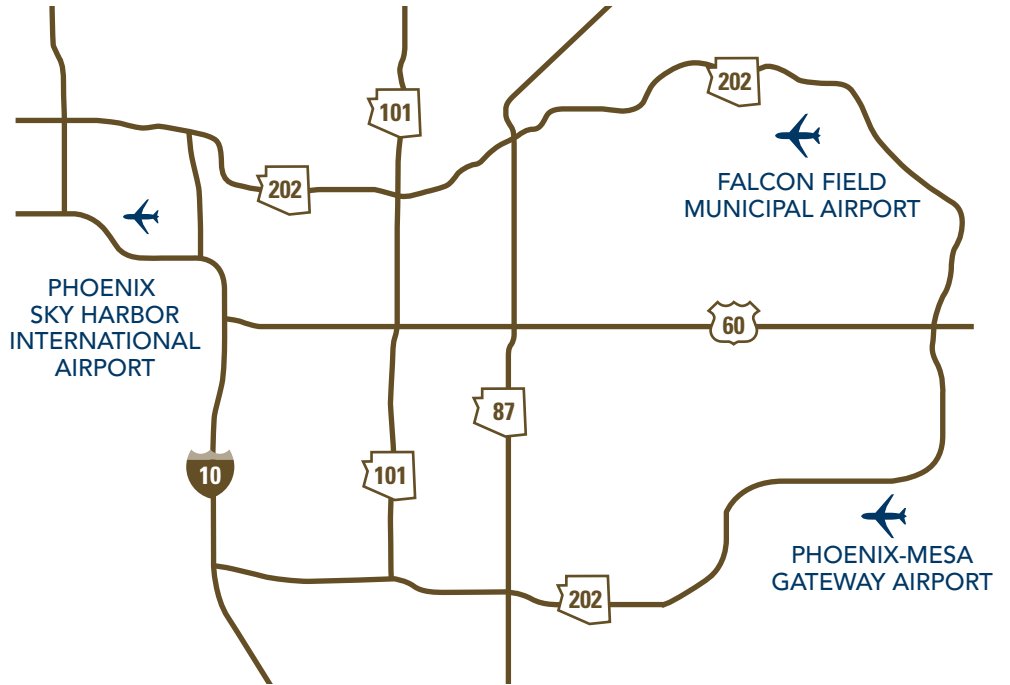 202
101
FALCON FIELD
MUNICIPAL AIRPORT
202
PHOENIX
SKY HARBOR
INTERNATIONAL
AIRPORT
60
87
10
101
PHOENIX-MESA
GATEWAY AIRPORT
202